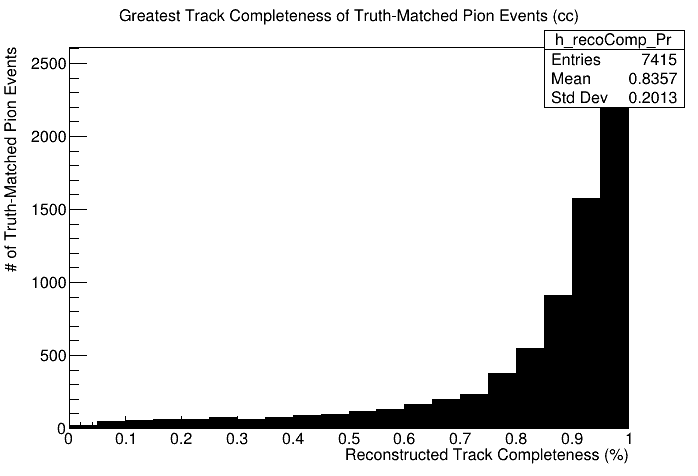 Greatest Track Completeness of Truth-Matched Pion Events (cc)
h_recoComp_Pr
Entries 7415
Mean 0.8357
Std Dev 0.2013
# of Truth-Matched Pion Events
2500
2000
1500
1000
500
0
0 0.1 0.2 0.3 0.4 0.5 0.6 0.7 0.8 0.9 1
Reconstructed Track Completeness (%)